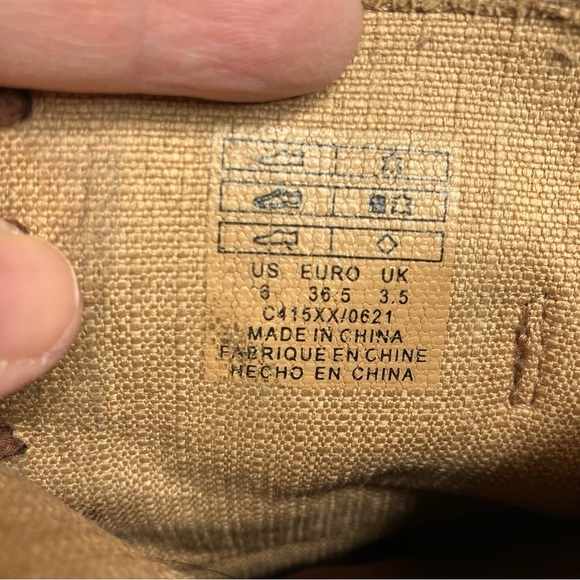 US EURO UK
6 36.5 3.5
C415XX/0621
MADE IN CHINA
FABRIQUE EN CHINE
HECHO EN CHINA